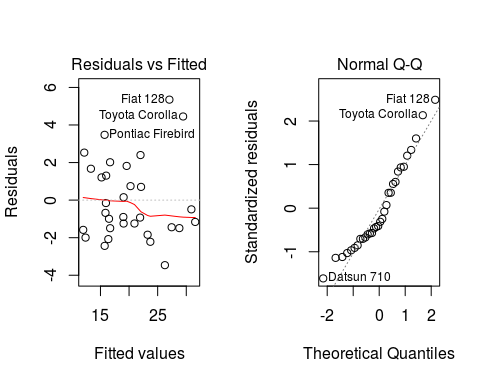 Residuals vs Fitted
Residuals
6
4
2
0
-2
-4
Fiat 128
Toyota Corolla
Pontiac Firebird
15
25
Fitted values
Normal Q-Q
Standardized residuals
2
1
0
-1
Fiat 128
Toyota Corolla
Datsun 710
-2
0
1
2
Theoretical Quantiles